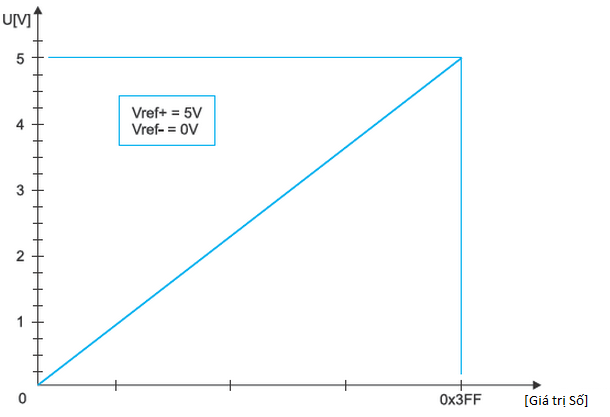 U[V]
5
Vref+ = 5V
Vref- = 0V
4
3
2
1
0
0x3FF
[Giá trị Số]